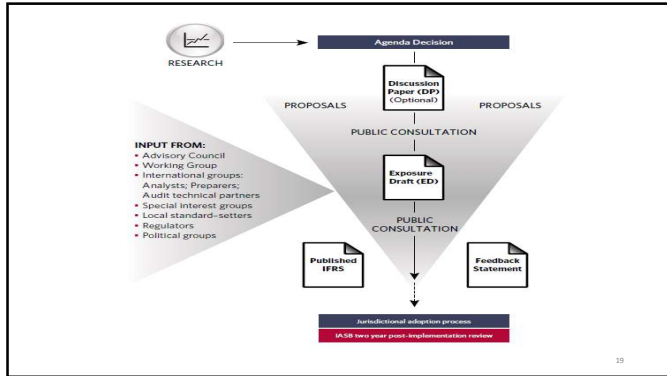 RESEARCH
Agenda Decision
Discussion
Paper (DP)
(Optional)
PROPOSALS
PROPOSALS
PUBLIC CONSULTATION
INPUT FROM:
▪ Advisory Council
▪ Working Group
▪ International groups:
Analysts; Preparers;
Audit technical partners
▪ Special interest groups
▪ Local standard-setters
▪ Regulators
▪ Political groups
Exposure
Draft (ED)
PUBLIC
CONSULTATION
Published
IFRS
Feedback
Statement
Jurisdictional adoption process
IASB two year post-implementation review
19